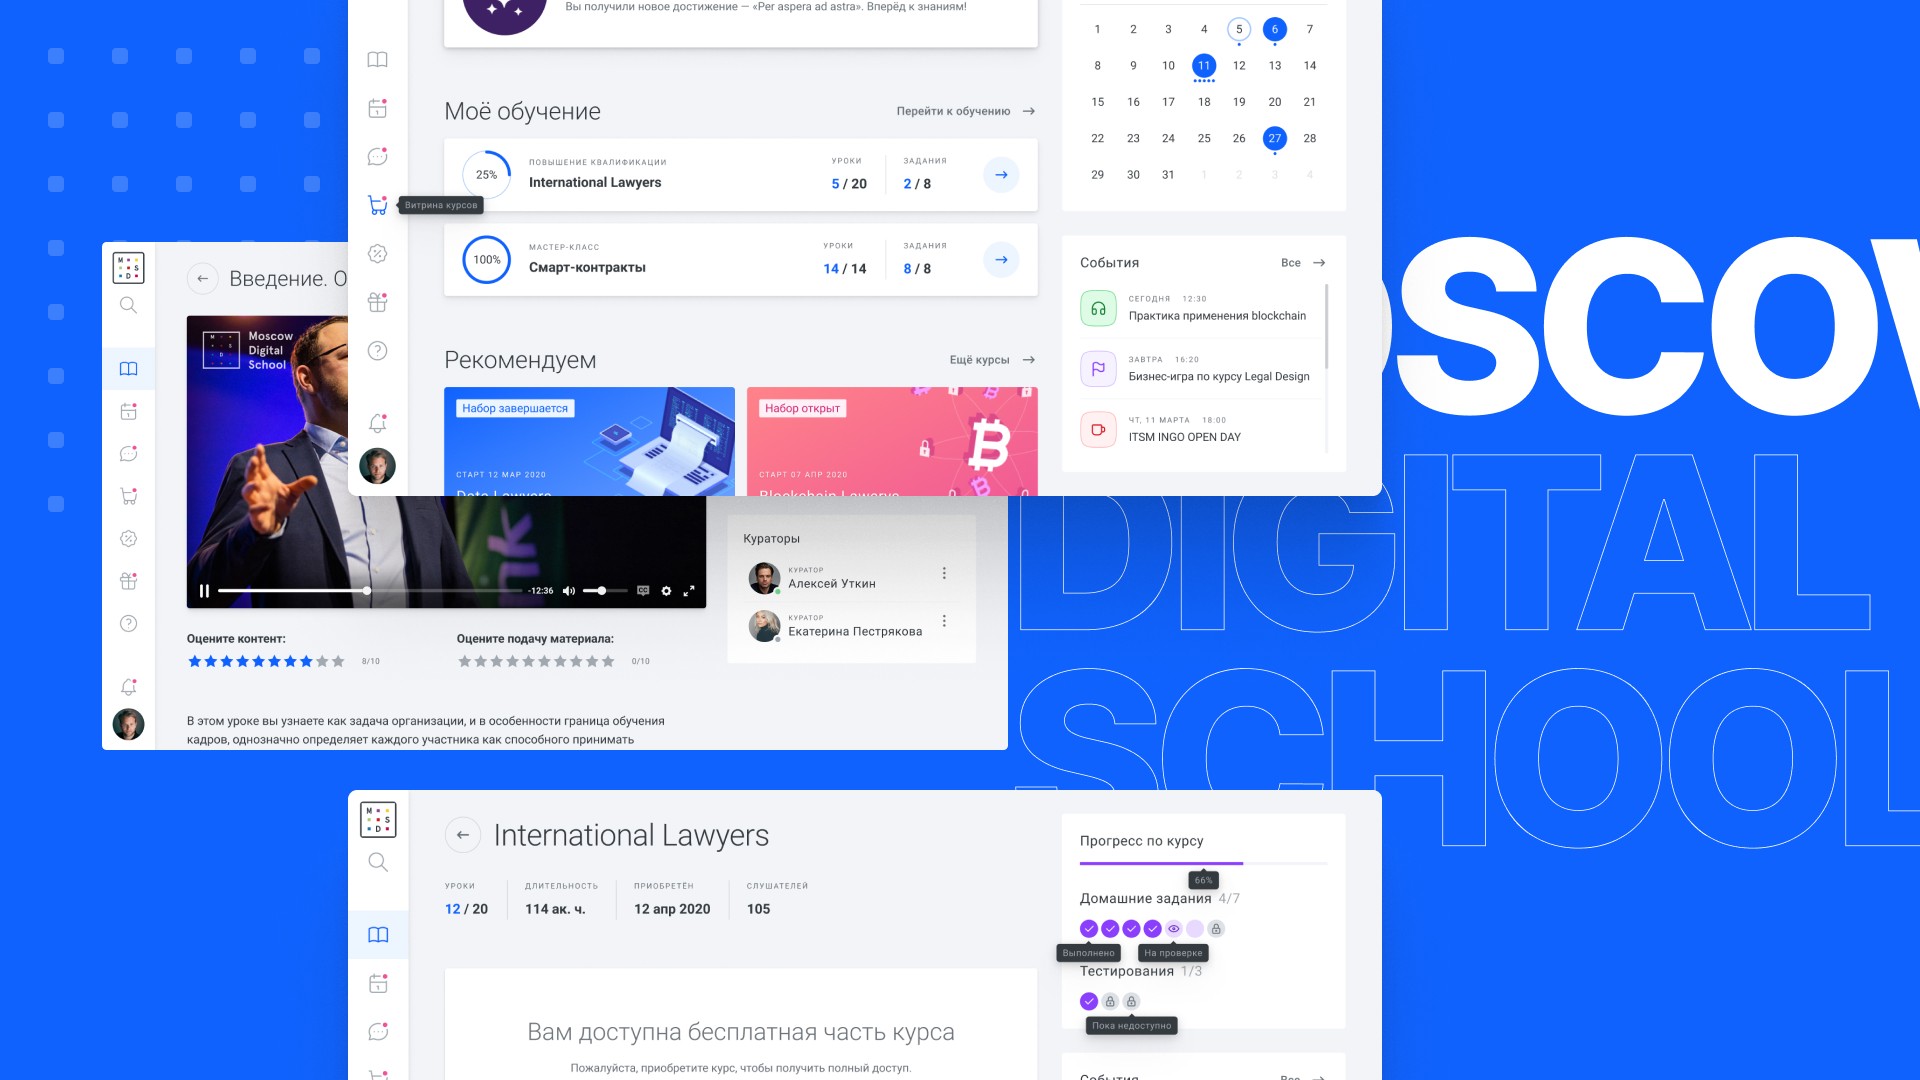 Вы получили новое достижение — «Per aspera ad astra». Вперёд к знаниям!
1 2 3 4 5 6 7
8 9 10 11 12 13 14
15 16 17 18 19 20 21
22 23 24 25 26 27 28
29 30 31 1 2 3 4
Моё обучение
Перейти к обучению
25%
ПОВЫШЕНИЕ КВАЛИФИКАЦИИ
International Lawyers
УРОКИ
5 / 20
ЗАДАНИЯ
2 / 8
Витрина курсов
100%
МАСТЕР-КЛАСС
Смарт-контракты
УРОКИ
14 / 14
ЗАДАНИЯ
8 / 8
События
Все
СЕГОДНЯ 12:30
Практика применения blockchain
ЗАВТРА 16:20
Бизнес-игра по курсу Legal Design
ЧТ, 11 МАРТА 18:00
ITSM INGO OPEN DAY
Рекомендуем
Ещё курсы
Набор завершается
СТАРТ 12 МАР 2020
Data Lawyers
Набор открыт
СТАРТ 07 АПР 2020
Blockchain Lawerys
OSCOW
DIGITAL
SCHOOL
M
S
D
Введение. О
Moscow
Digital
School
-12:36
Кураторы
КУРАТОР
Алексей Уткин
КУРАТОР
Екатерина Пестрякова
Оцените контент:
8/10
Оцените подачу материала:
0/10
В этом уроке вы узнаете как задача организации, и в особенности граница обучения
кадров, однозначно определяет каждого участника как способного принимать
M
S
D
International Lawyers
УРОКИ
12 / 20
ДЛИТЕЛЬНОСТЬ
114 ак. ч.
ПРИОБРЕТЁН
12 апр 2020
СЛУШАТЕЛЕЙ
105
Прогресс по курсу
66%
Домашние задания 4/7
Выполнено
На проверке
Тестирования 1/3
Пока недоступно
Вам доступна бесплатная часть курса
Пожалуйста, приобретите курс, чтобы получить полный доступ.
События
Все